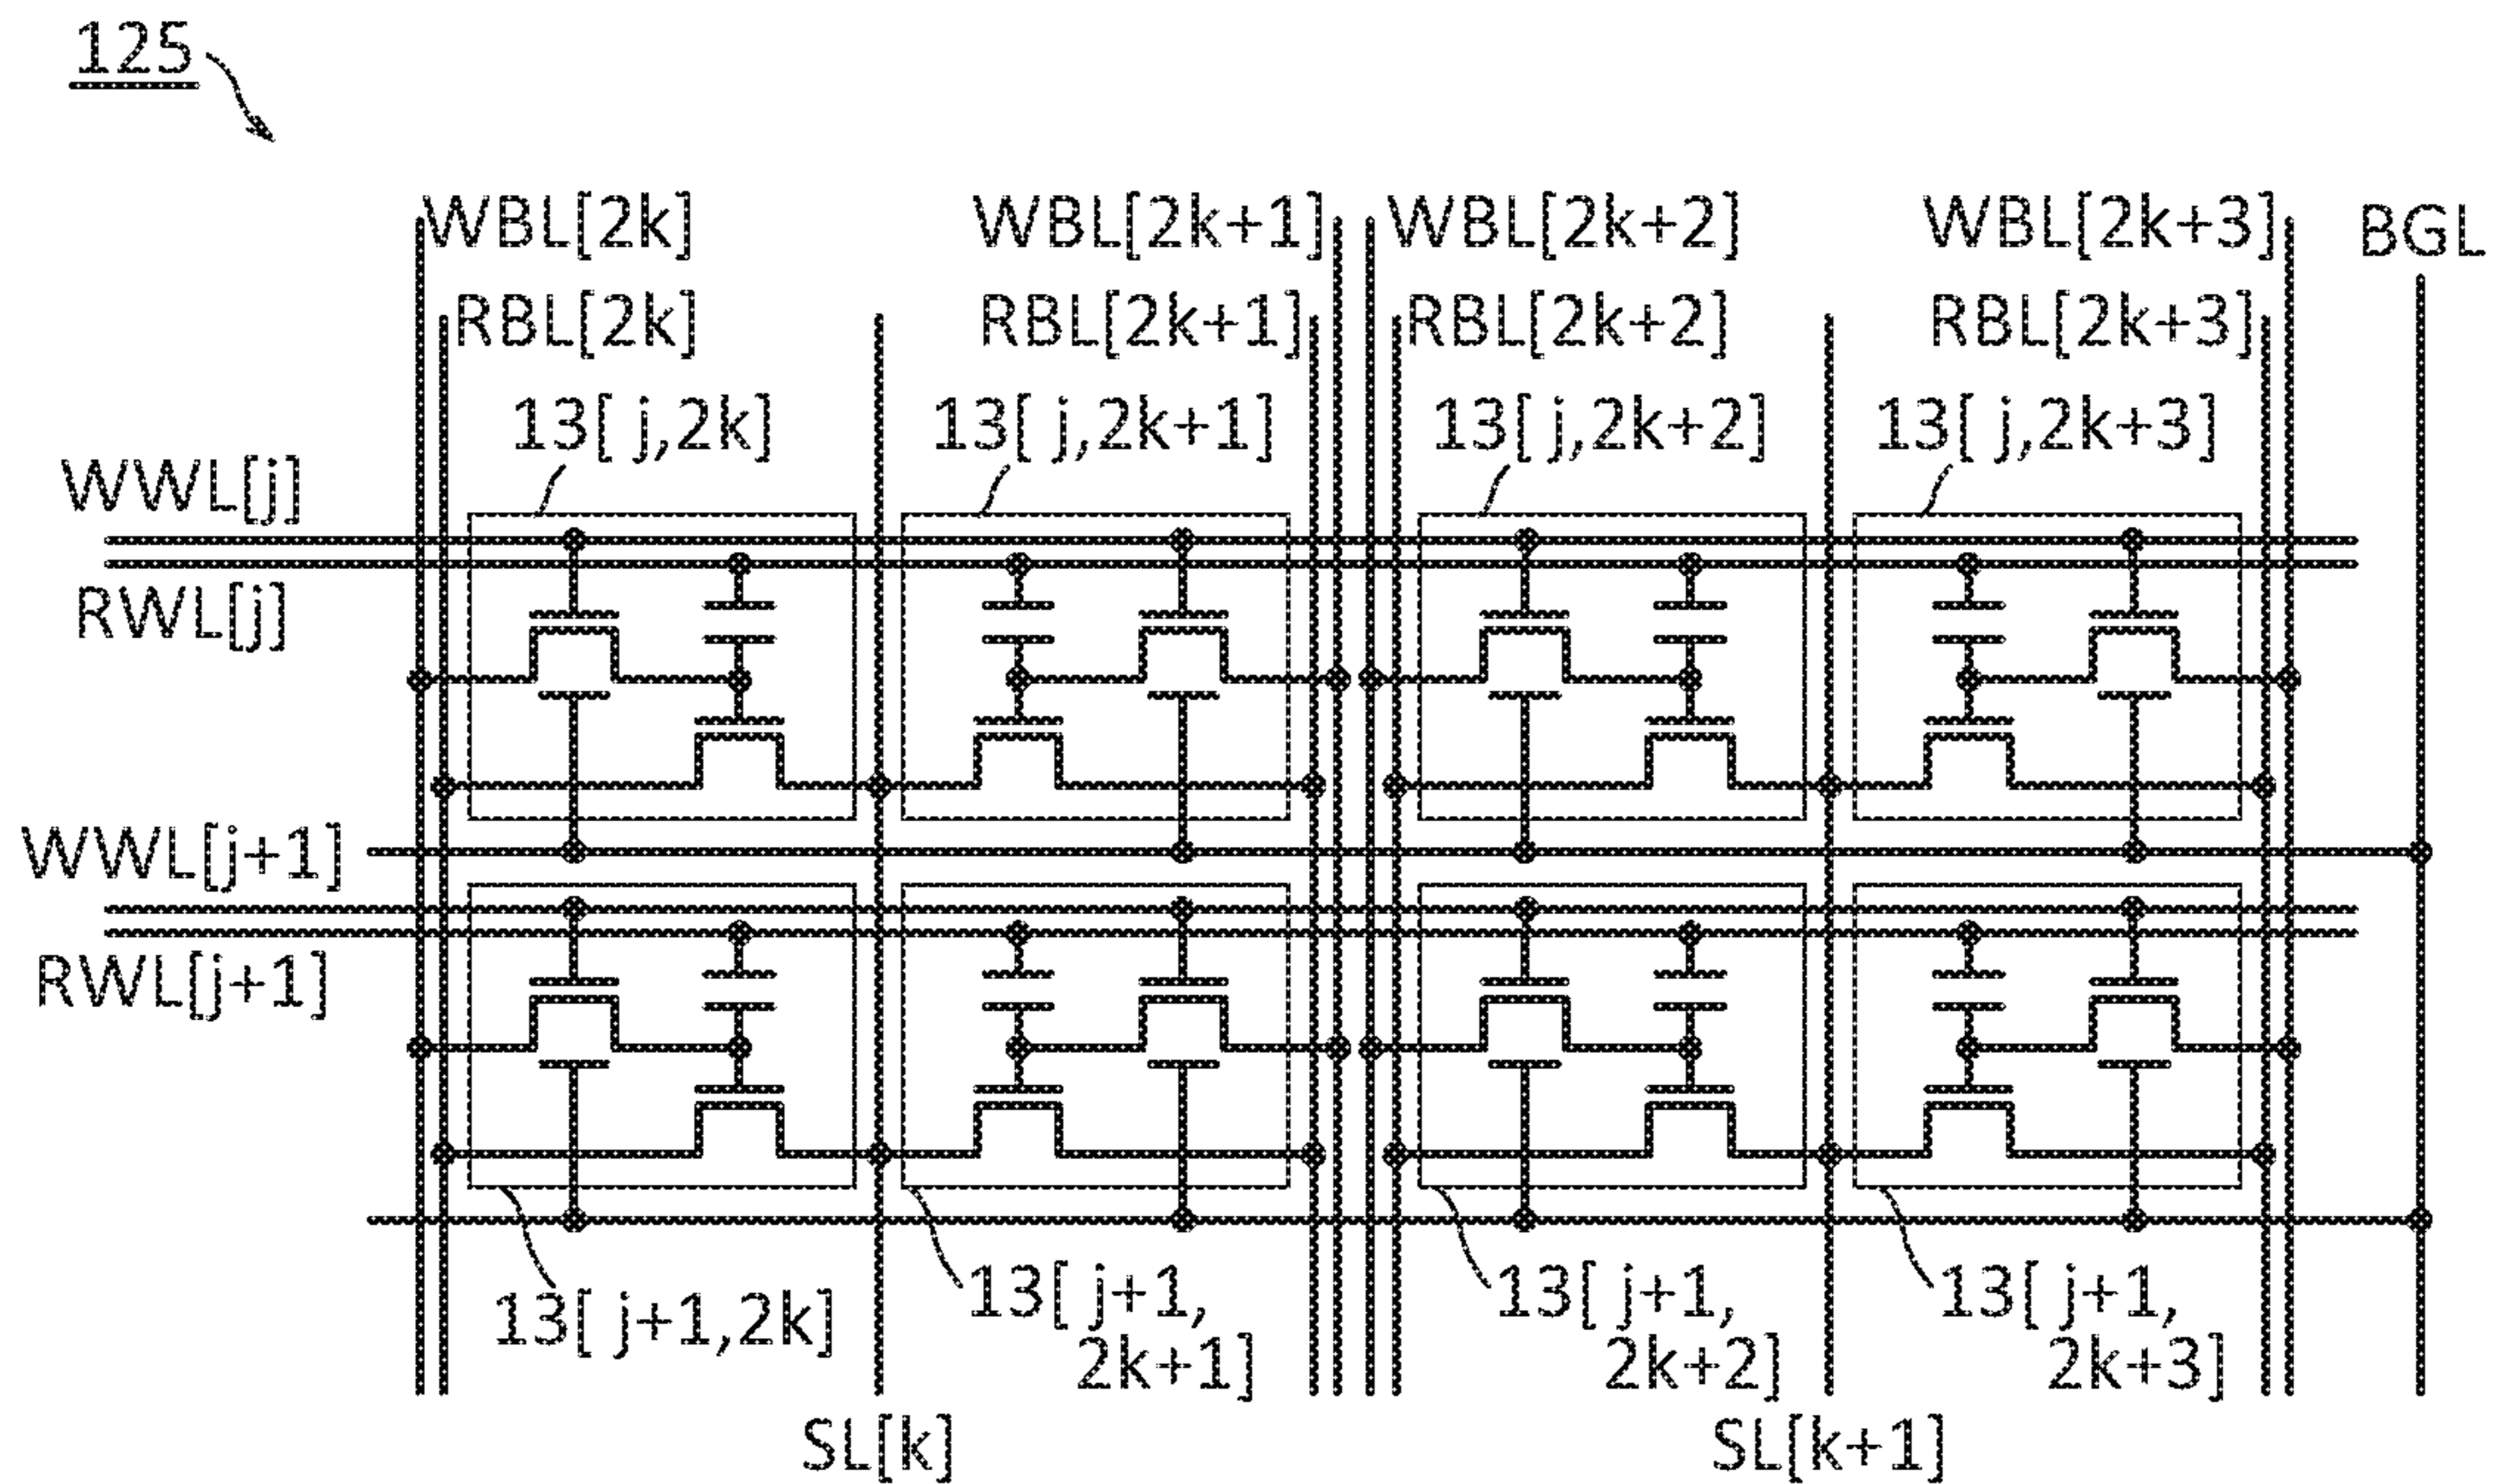 125
WBL[2k] WBL[2k+1] WBL[2k+2] WBL[2k+3] BGL
RBL[2k] RBL[2k+1] RBL[2k+2] RBL[2k+3]
13[ j,2k] 13[ j,2k+1] 13[ j,2k+2] 13[ j,2k+3]
WWL[j]
RWL[j]
WWL[j+1]
RWL[j+1]
13[ j+1,2k]
13[ j+1,
2k+1]
13[ j+1,
2k+2]
13[ j+1,
2k+3]
SL[k] SL[k+1]